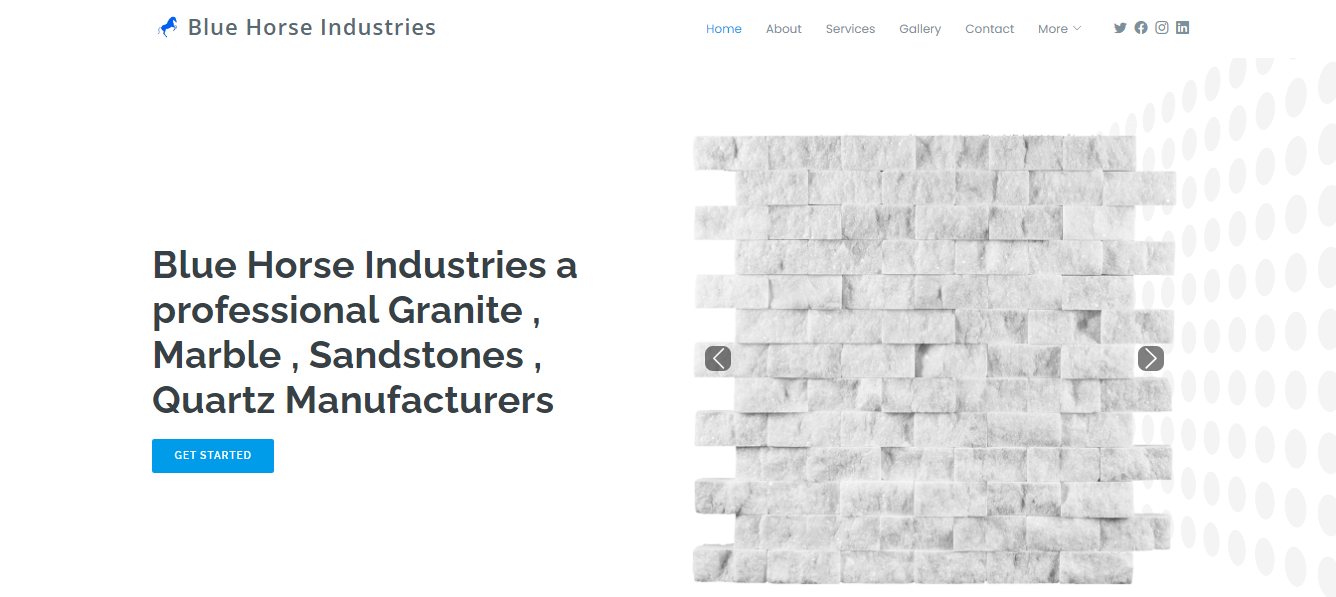 Blue Horse Industries
Home About Services Gallery Contact More
Blue Horse Industries a
professional Granite ,
Marble , Sandstones ,
Quartz Manufacturers
GET STARTED